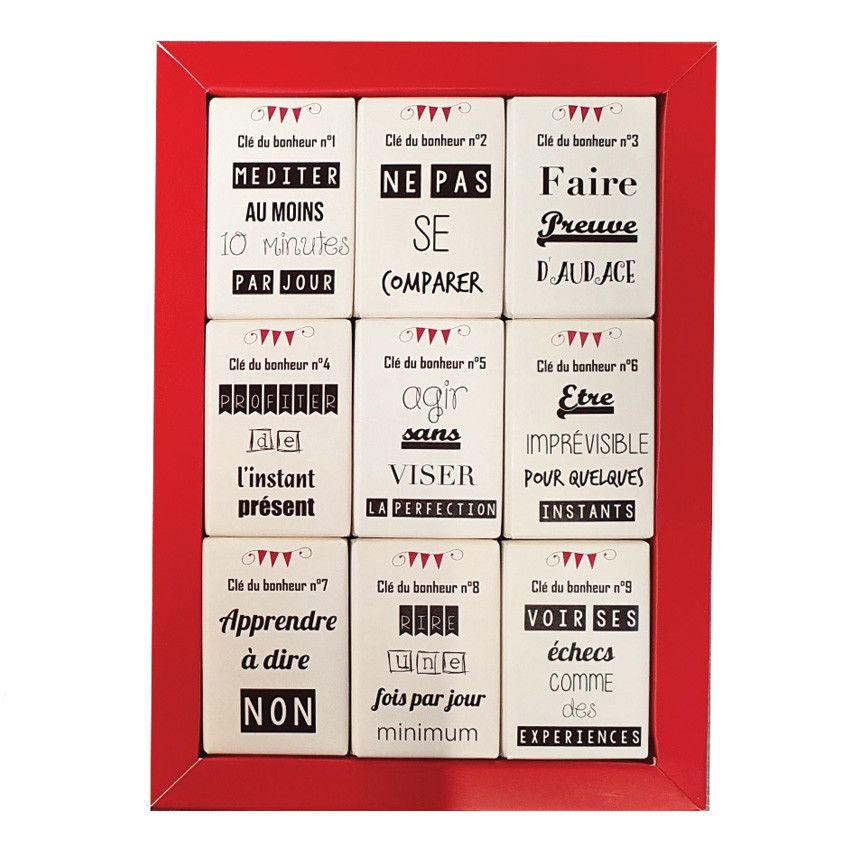 Clé du bonheur n°1
MEDITER
AU MOINS
10 minutes
PAR JOUR
Clé du bonheur n°2
NE PAS
SE
COMPARER
Clé du bonheur n°3
Faire
Preuve
D'AUDACE
Clé du bonheur n°4
PROFITER
de
l'instant
présent
Clé du bonheur n°5
agir
sans
VISER
LA PERFECTION
Clé du bonheur n°6
Etre
IMPRÉVISIBLE
POUR QUELQUES
INSTANTS
Clé du bonheur n°7
Apprendre
à dire
NON
Clé du bonheur n°8
RIRE
une
fois par jour
minimum
Clé du bonheur n°9
VOIR SES
échecs
COMME
des
EXPERIENCES